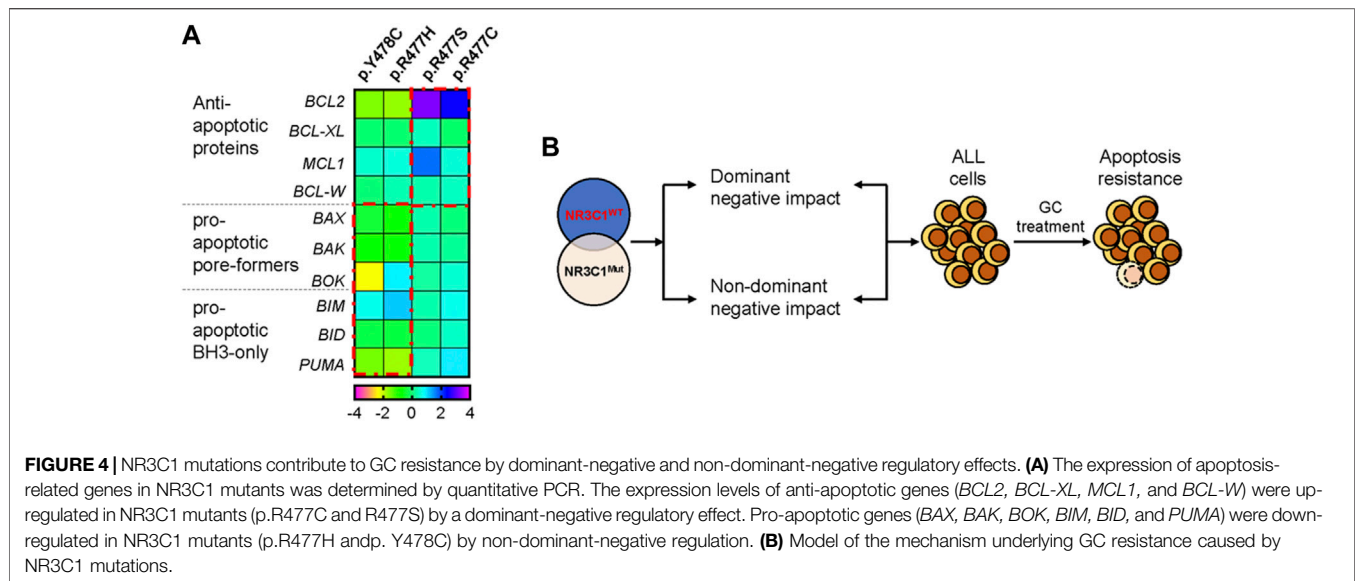 A
p.Y478C
p.R477H
p.R477S
p.R477C
Anti-
apoptotic
proteins
BCL2
BCL-XL
MCL1
BCL-W
pro-
apoptotic
pore-formers
BAX
BAK
BOK
pro-
apoptotic
BH3-only
BIM
BID
PUMA
-4 -2 0 2 4
B
NR3C1WT
NR3C1Mut
Dominant
negative impact
Non-dominant
negative impact
ALL
cells
GC
treatment
Apoptosis
resistance
FIGURE 4 | NR3C1 mutations contribute to GC resistance by dominant-negative and non-dominant-negative regulatory effects. (A) The expression of apoptosis-
related genes in NR3C1 mutants was determined by quantitative PCR. The expression levels of anti-apoptotic genes (BCL2, BCL-XL, MCL1, and BCL-W) were up-
regulated in NR3C1 mutants (p.R477C and R477S) by a dominant-negative regulatory effect. Pro-apoptotic genes (BAX, BAK, BOK, BIM, BID, and PUMA) were down-
regulated in NR3C1 mutants (p.R477H andp. Y478C) by non-dominant-negative regulation. (B) Model of the mechanism underlying GC resistance caused by
NR3C1 mutations.